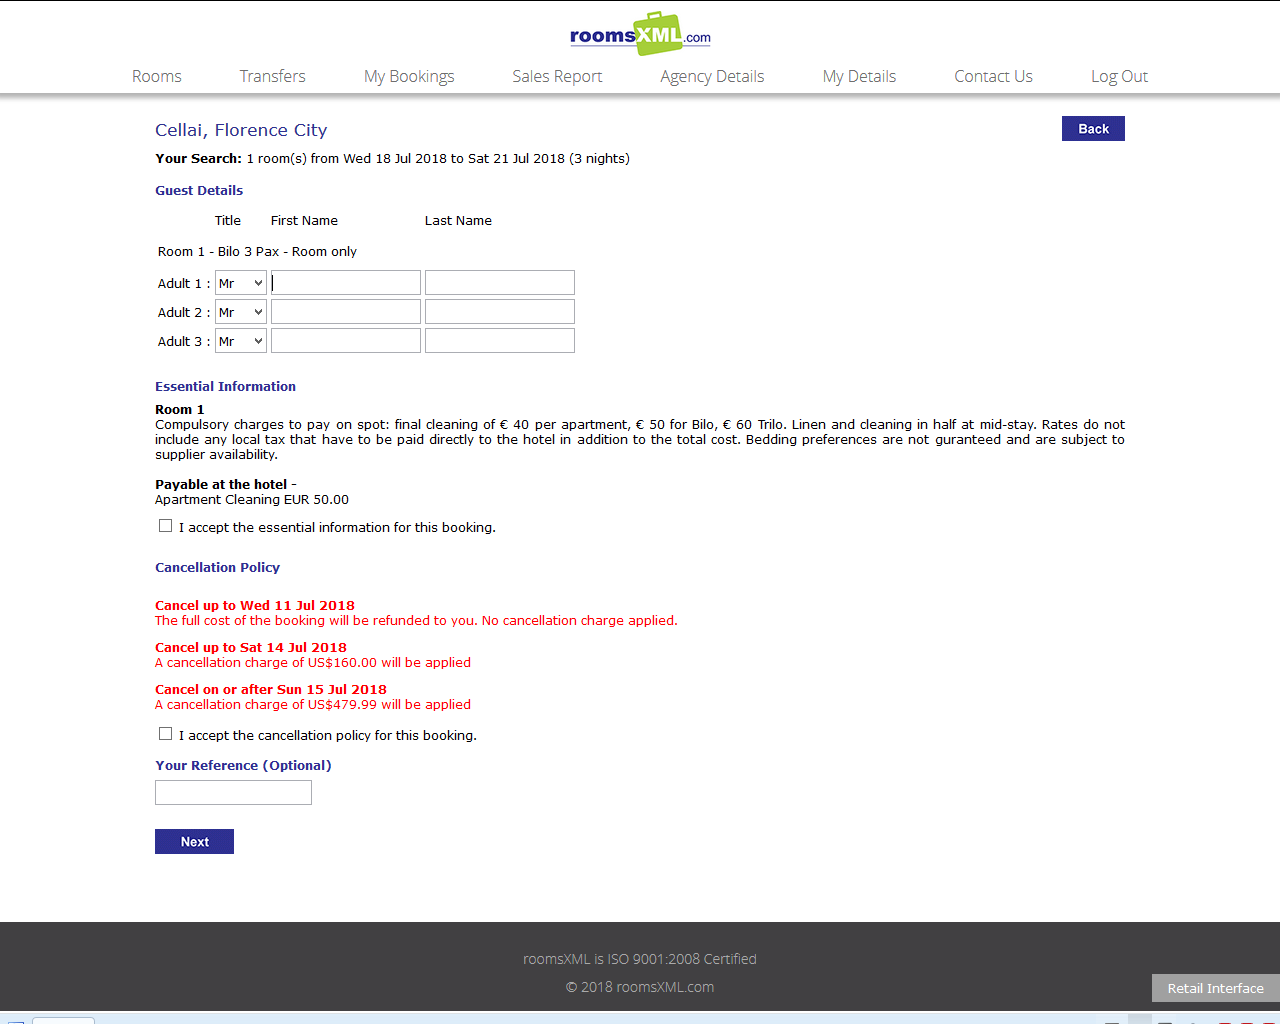 roomsXML.com
Rooms Transfers My Bookings Sales Report Agency Details My Details Contact Us Log Out
Cellai, Florence City
Back
Your Search: 1 room(s) from Wed 18 Jul 2018 to Sat 21 Jul 2018 (3 nights)
Guest Details
Title First Name Last Name
Room 1 - Bilo 3 Pax - Room only
Adult 1 : Mr
Adult 2 : Mr
Adult 3 : Mr
Essential Information
Room 1
Compulsory charges to pay on spot: final cleaning of € 40 per apartment, € 50 for Bilo, € 60 Trilo. Linen and cleaning in half at mid-stay. Rates do not
include any local tax that have to be paid directly to the hotel in addition to the total cost. Bedding preferences are not guranteed and are subject to
supplier availability.
Payable at the hotel -
Apartment Cleaning EUR 50.00
I accept the essential information for this booking.
Cancellation Policy
Cancel up to Wed 11 Jul 2018
The full cost of the booking will be refunded to you. No cancellation charge applied.
Cancel up to Sat 14 Jul 2018
A cancellation charge of US$160.00 will be applied
Cancel on or after Sun 15 Jul 2018
A cancellation charge of US$479.99 will be applied
I accept the cancellation policy for this booking.
Your Reference (Optional)
Next
roomsXML is ISO 9001:2008 Certified
© 2018 roomsXML.com
Retail Interface